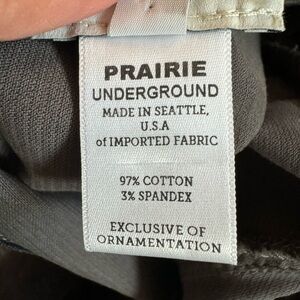 PRAIRIE
UNDERGROUND
MADE IN SEATTLE,
U.S.A
of IMPORTED FABRIC
97% COTTON
3% SPANDEX
EXCLUSIVE OF
ORNAMENTATION